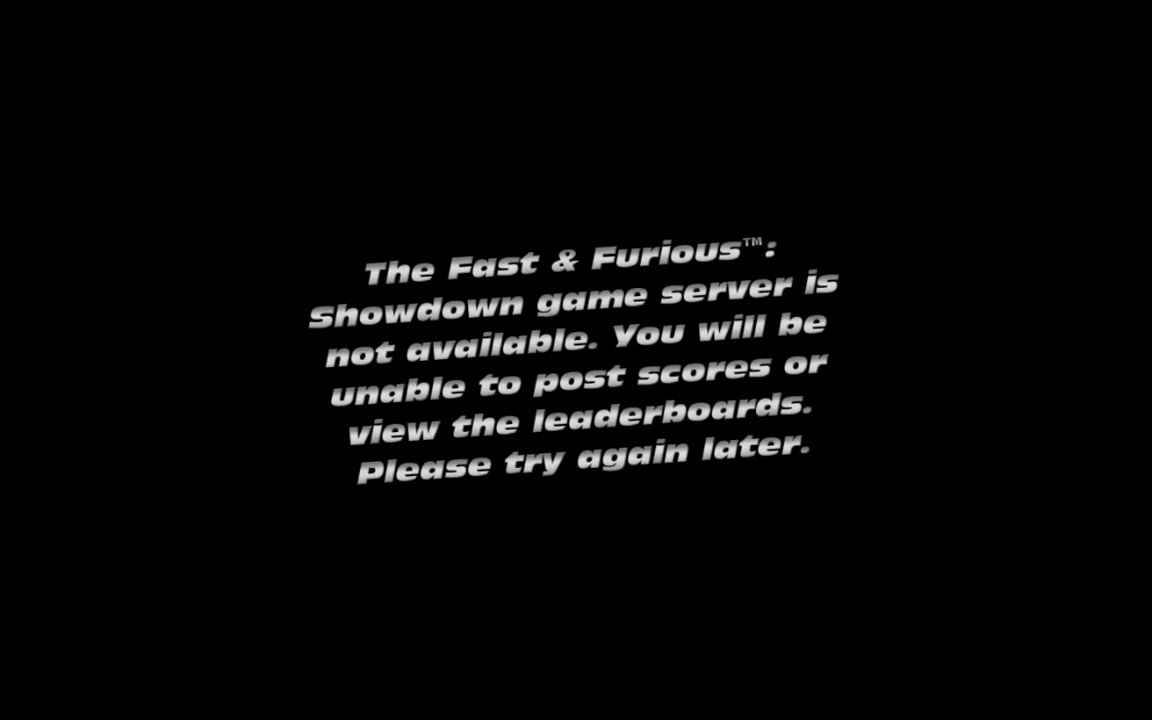 The Fast & Furious™:
Showdown game server is
not available. You will be
unable to post scores or
view the leaderboards.
Please try again later.